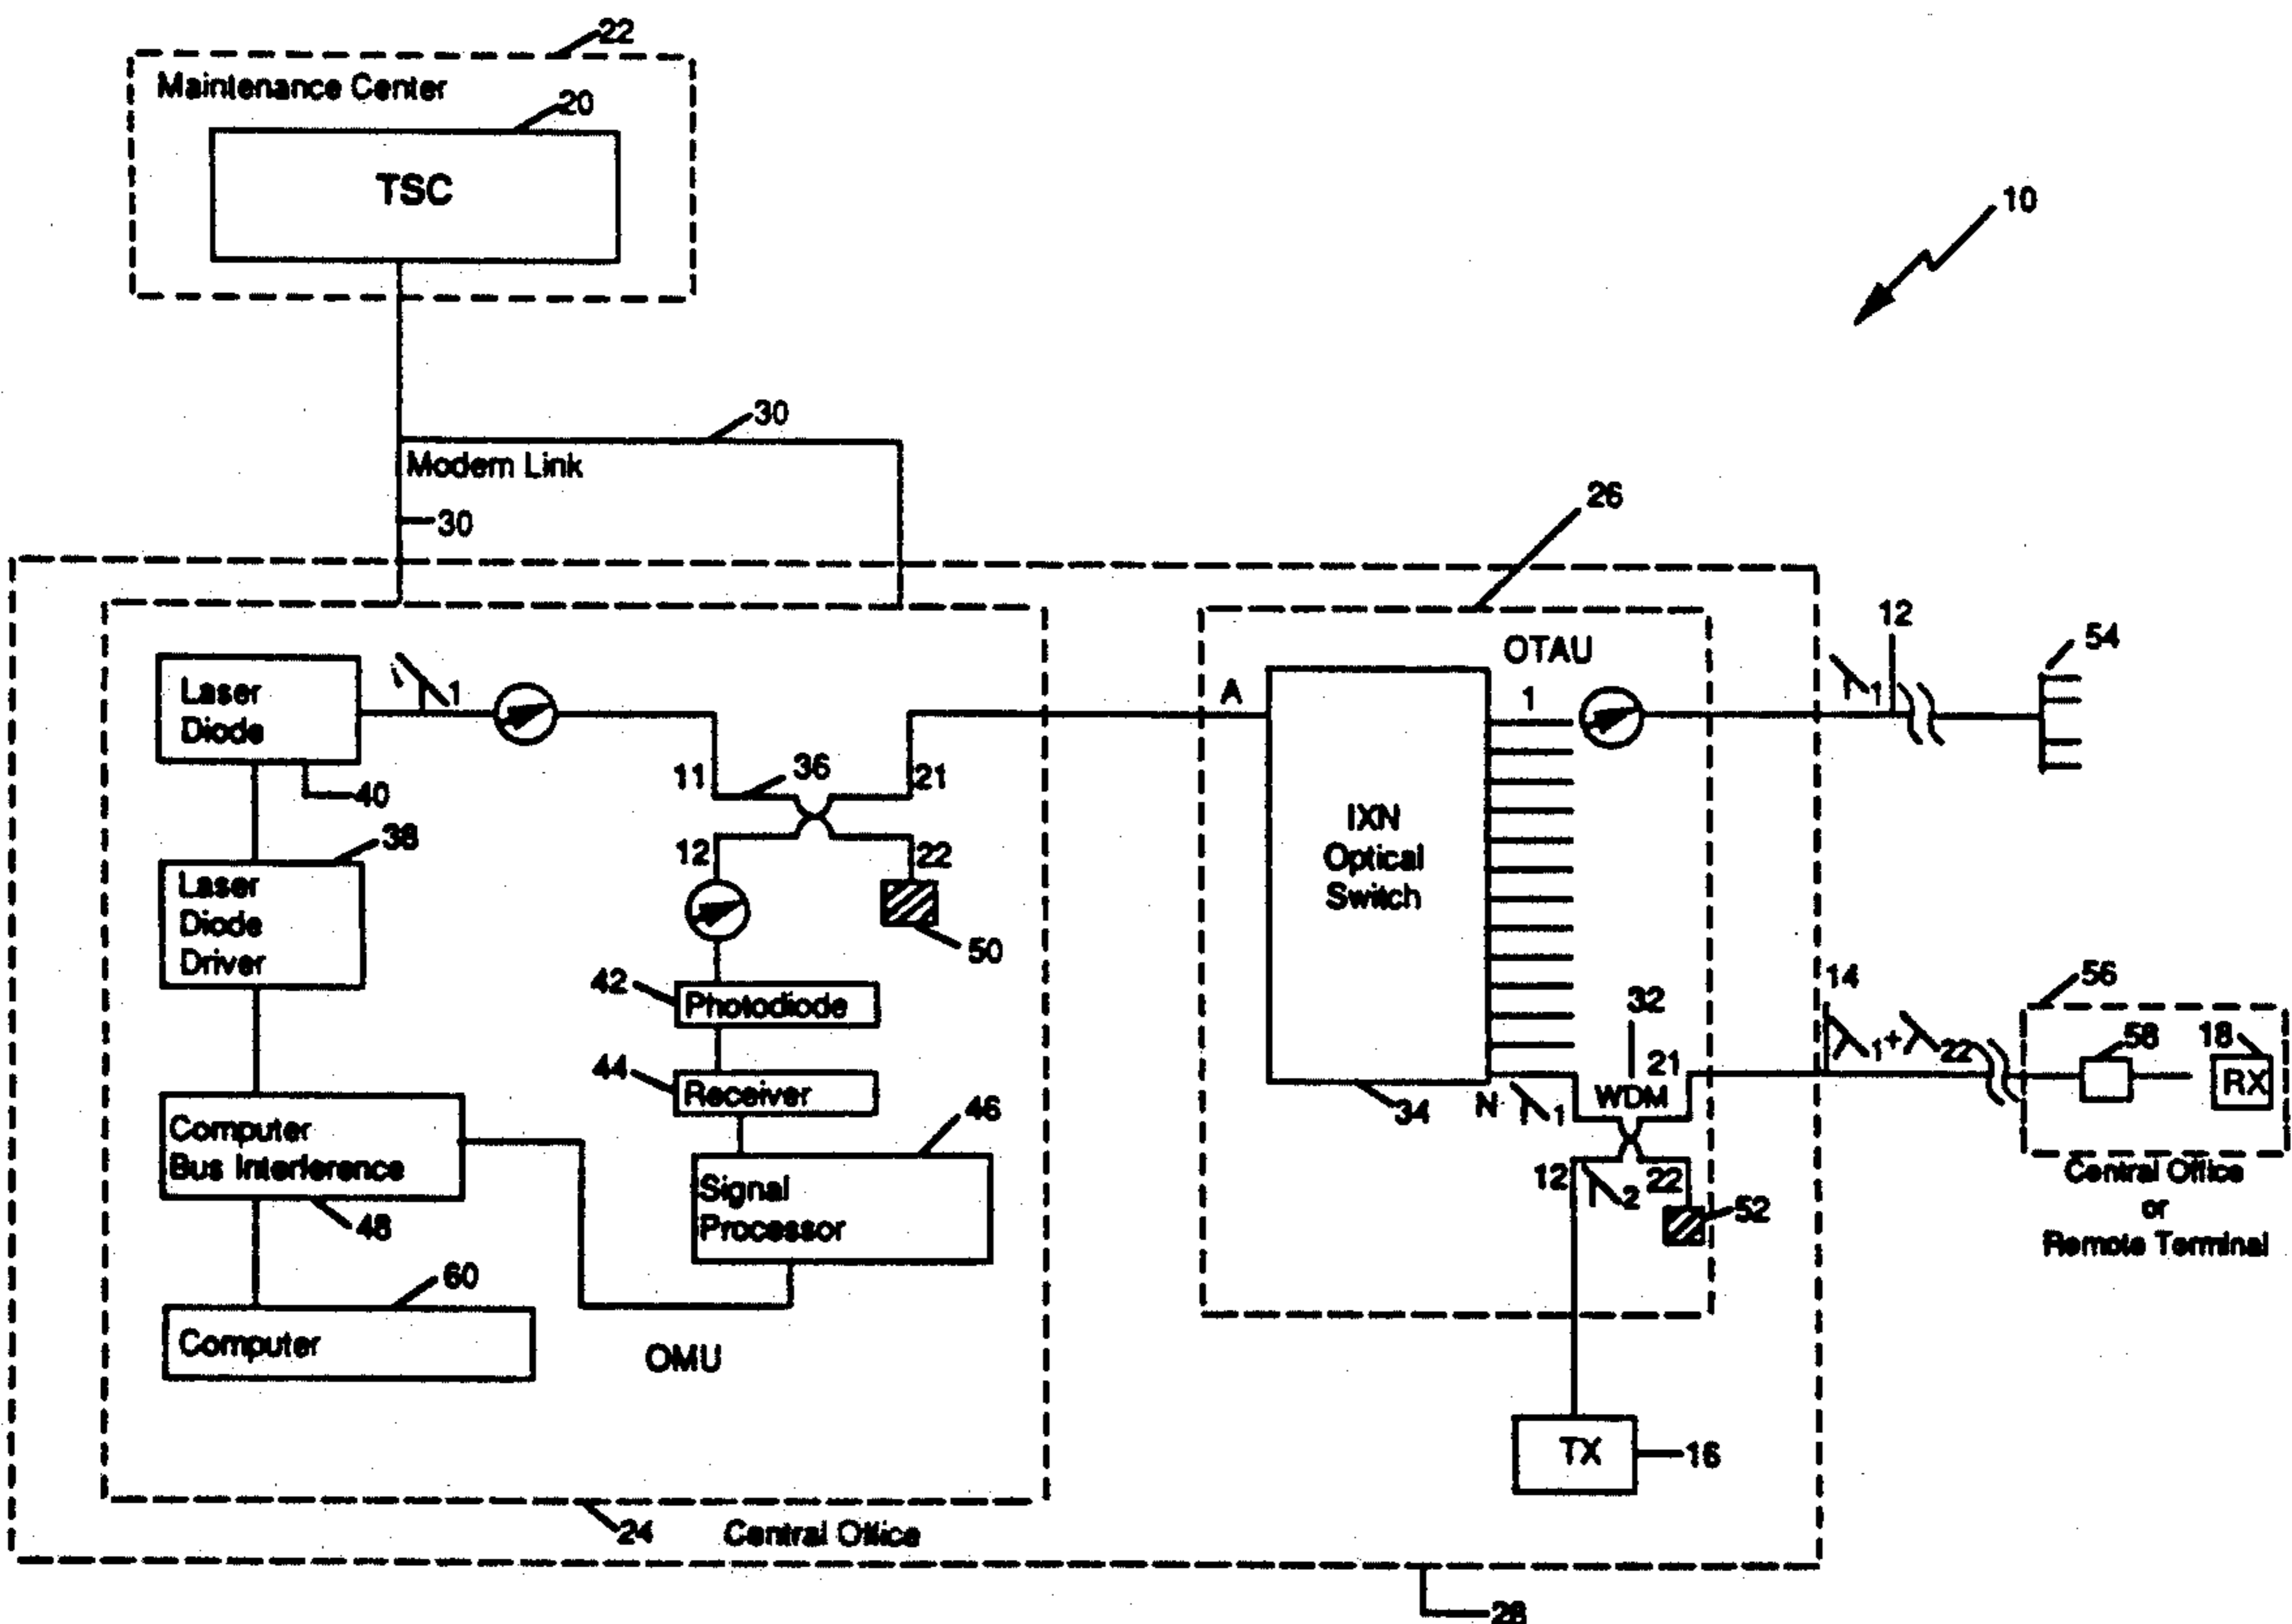 22
Maintenance Center
20
TSC
10
30
Modem Link
30
26
12
54
OTAU
Laser
Diode
λ1
A
1
λ1
40
11
36
21
IXN
Optical
Switch
38
12
22
Laser
Diode
Driver
50
42
Photodiode
14
56
32
58
18
λ1+λ22
44
Receiver
21
RX
46
34
N
λ1
WDM
Computer
Bus Interference
Signal
Processor
12
λ2
22
52
Central Office
or
Remote Terminal
48
60
Computer
OMU
TX
16
24
Central Office